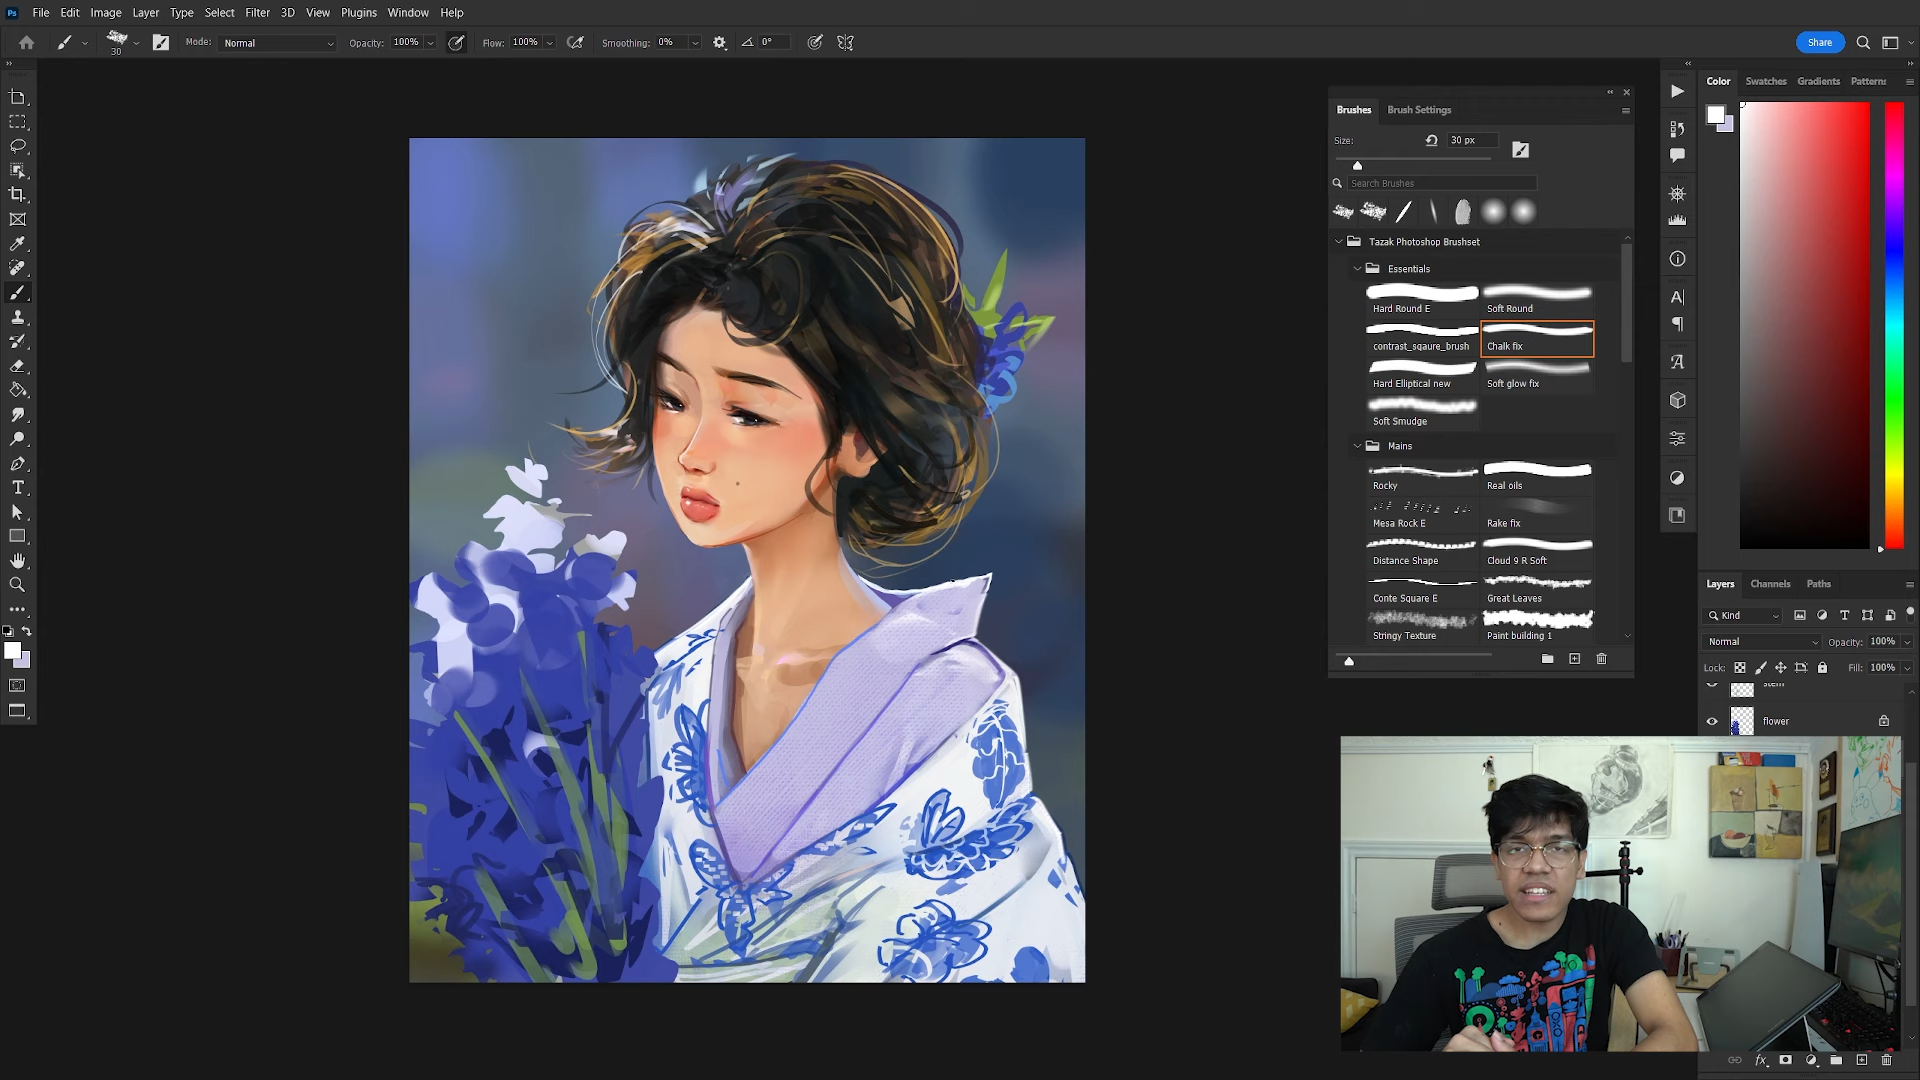 Ps File Edit Image Layer Type Select Filter 3D View Plugins Window Help
30 Mode: Normal Opacity: 100% Flow: 100% Smoothing: 0% 0° Share
Brushes Brush Settings
Size: 30 px
Search Brushes
Tazak Photoshop Brushset
Essentials
Hard Round E Soft Round
contrast_sqaure_brush Chalk fix
Hard Elliptical new Soft glow fix
Soft Smudge
Mains
Rocky Real oils
Mesa Rock E Rake fix
Distance Shape Cloud 9 R Soft
Conte Square E Great Leaves
Stringy Texture Paint building 1
Color Swatches Gradients Patterns
Layers Channels Paths
Kind
Normal Opacity: 100%
Lock: Fill: 100%
stem
flower